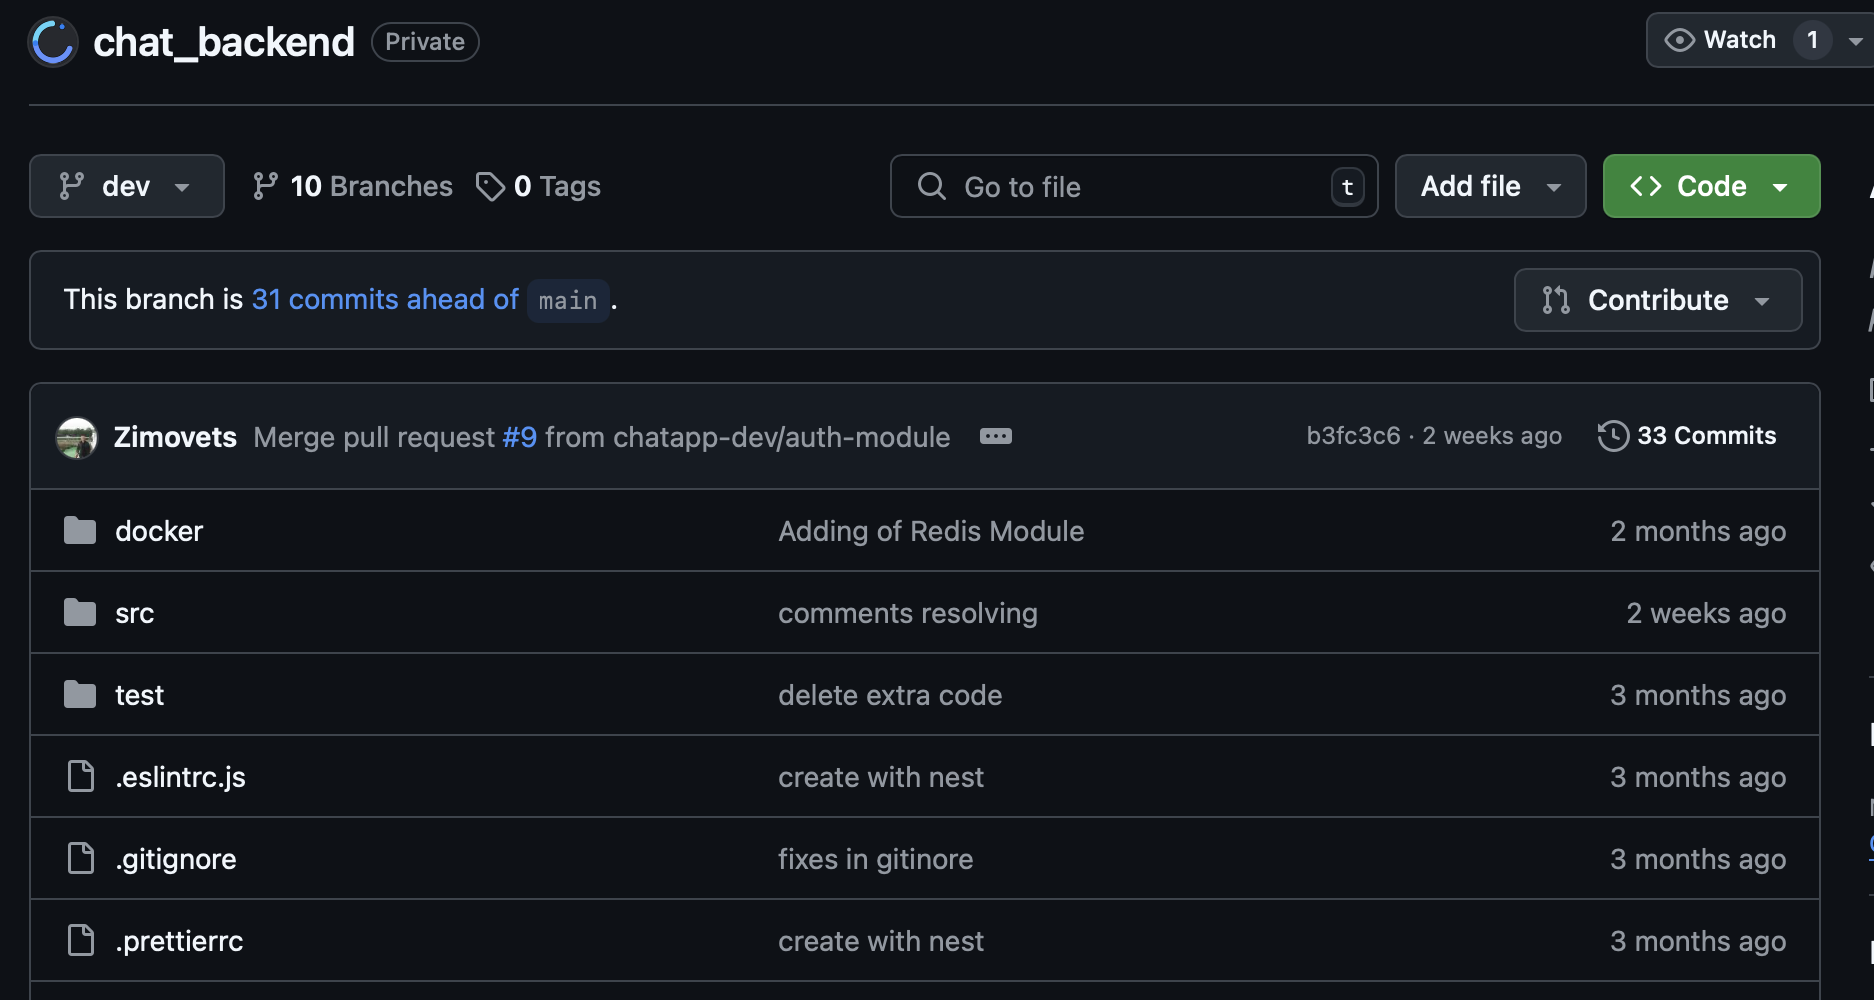 chat_backend Private Watch 1
dev 10 Branches 0 Tags Go to file t Add file Code
This branch is 31 commits ahead of main.
Contribute
Zimovets Merge pull request #9 from chatapp-dev/auth-module b3fc3c6 · 2 weeks ago 33 Commits
docker Adding of Redis Module 2 months ago
src comments resolving 2 weeks ago
test delete extra code 3 months ago
.eslintrc.js create with nest 3 months ago
.gitignore fixes in gitinore 3 months ago
.prettierrc create with nest 3 months ago